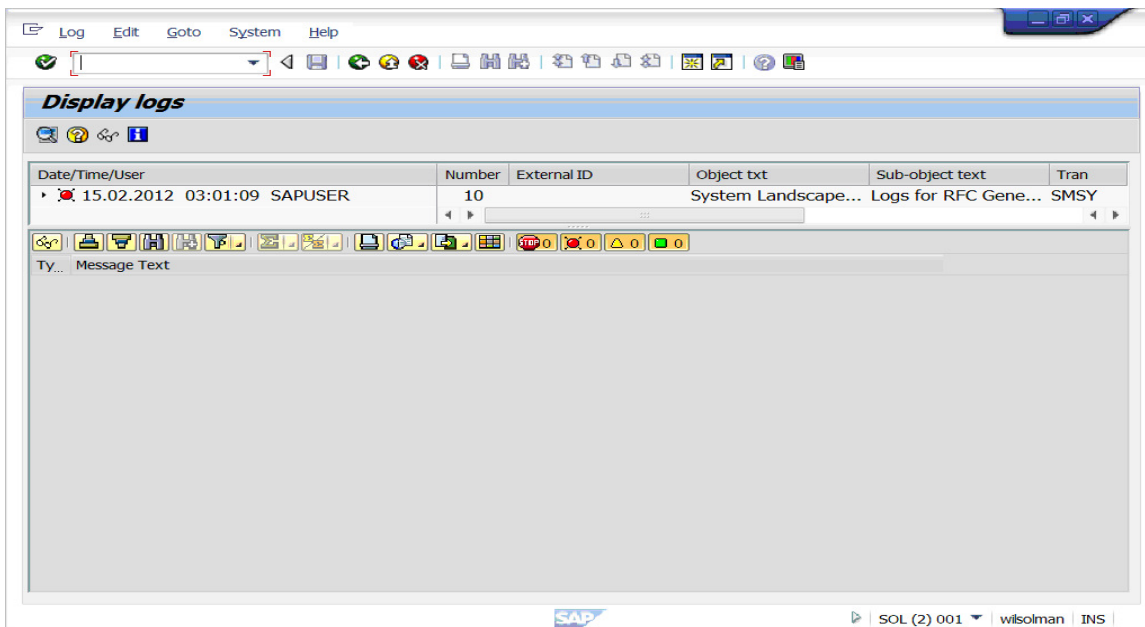 Log Edit Goto System Help
Display logs
Date/Time/User Number External ID Object txt Sub-object text Tran
15.02.2012 03:01:09 SAPUSER 10 System Landscape... Logs for RFC Gene... SMSY
STOP 0 0 0 0
Ty... Message Text
SAP SOL (2) 001 wilsolman INS